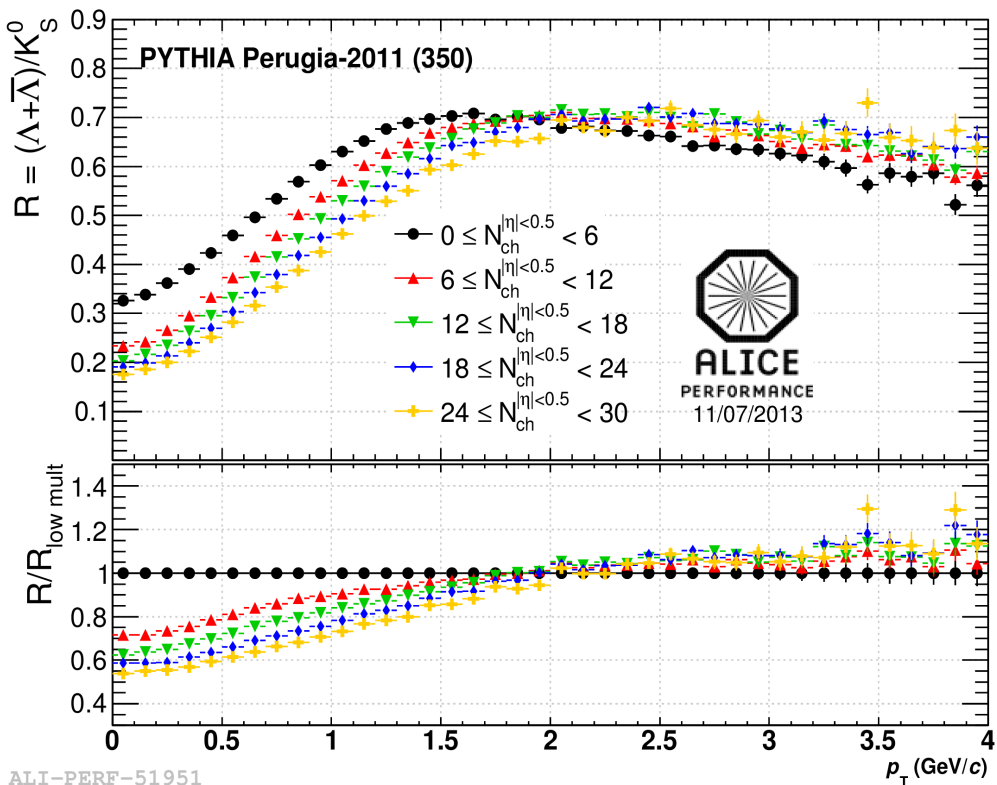 R = (Λ+Λ̅)/K⁰_S
0.9
0.8
0.7
0.6
0.5
0.4
0.3
0.2
0.1
PYTHIA Perugia-2011 (350)
0 ≤ N_ch^|η|<0.5 < 6
6 ≤ N_ch^|η|<0.5 < 12
12 ≤ N_ch^|η|<0.5 < 18
18 ≤ N_ch^|η|<0.5 < 24
24 ≤ N_ch^|η|<0.5 < 30
ALICE
PERFORMANCE
11/07/2013
R/R_low mult
1.4
1.2
1
0.8
0.6
0.4
0 0.5 1 1.5 2 2.5 3 3.5 4
p_T (GeV/c)
ALI-PERF-51951